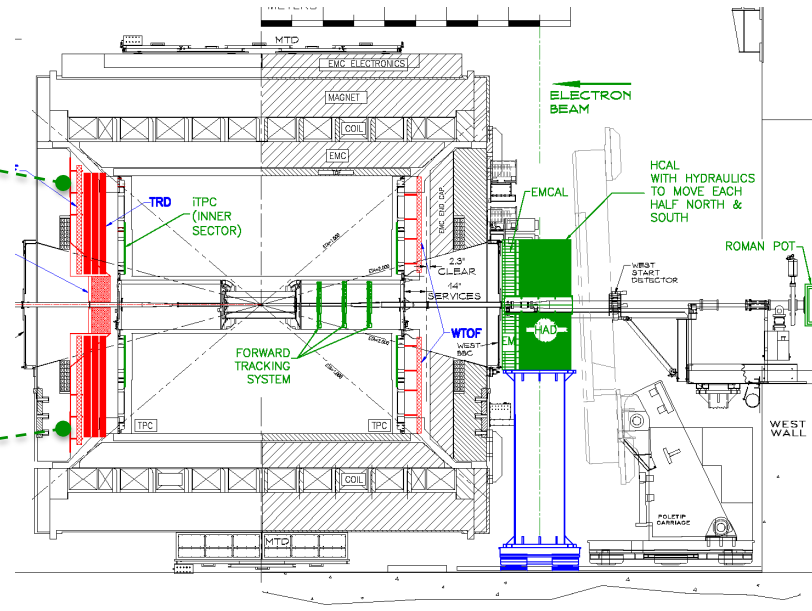 METERS
MTD
EMC ELECTRONICS
MAGNET
COIL
EMC
ELECTRON
BEAM
HCAL
WITH HYDRAULICS
TO MOVE EACH
HALF NORTH &
SOUTH
EMCAL
TRD
iTPC
(INNER
SECTOR)
EMC END CAP
ROMAN POT
2.3"
CLEAR
14"
SERVICES
WEST
START
DETECTOR
WTOF
WEST
BBC
EM
HAD
FORWARD
TRACKING
SYSTEM
TPC
TPC
WEST
WALL
COIL
POLETIP
CARRIAGE
MTD